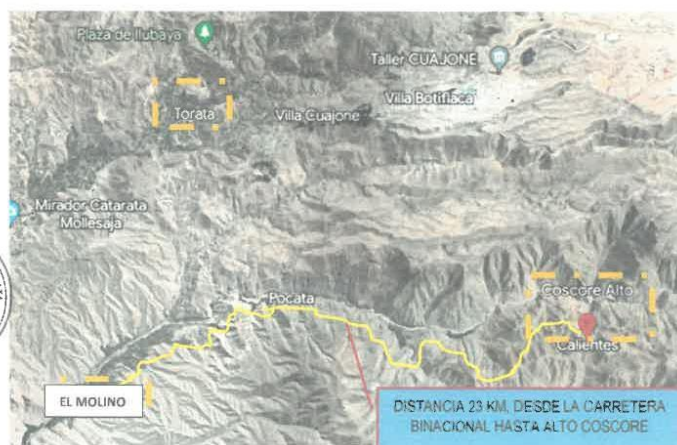 Plaza de Ilubaya
Taller CUAJONE
Torata
Villa Cuajone
Villa Botiflaca
Mirador Catarata
Mollesaja
Coscore Alto
Pocata
Calientes
EL MOLINO
DISTANCIA 23 KM, DESDE LA CARRETERA
BINACIONAL HASTA ALTO COSCORE